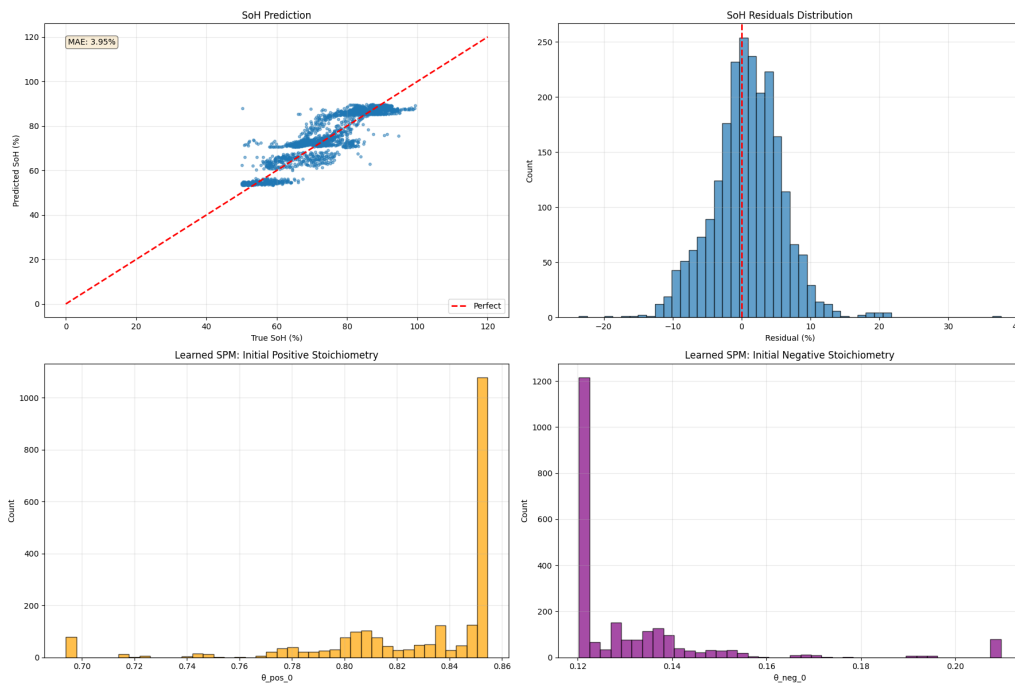 SoH Prediction
MAE: 3.95%
Predicted SoH (%)
120
100
80
60
40
20
0
0 20 40 60 80 100 120
True SoH (%)
Perfect
SoH Residuals Distribution
Count
250
200
150
100
50
0
−20 −10 0 10 20 30
Residual (%)
Learned SPM: Initial Positive Stoichiometry
Count
1000
800
600
400
200
0
0.70 0.72 0.74 0.76 0.78 0.80 0.82 0.84 0.86
θ_pos_0
Learned SPM: Initial Negative Stoichiometry
Count
1200
1000
800
600
400
200
0
0.12 0.14 0.16 0.18 0.20
θ_neg_0